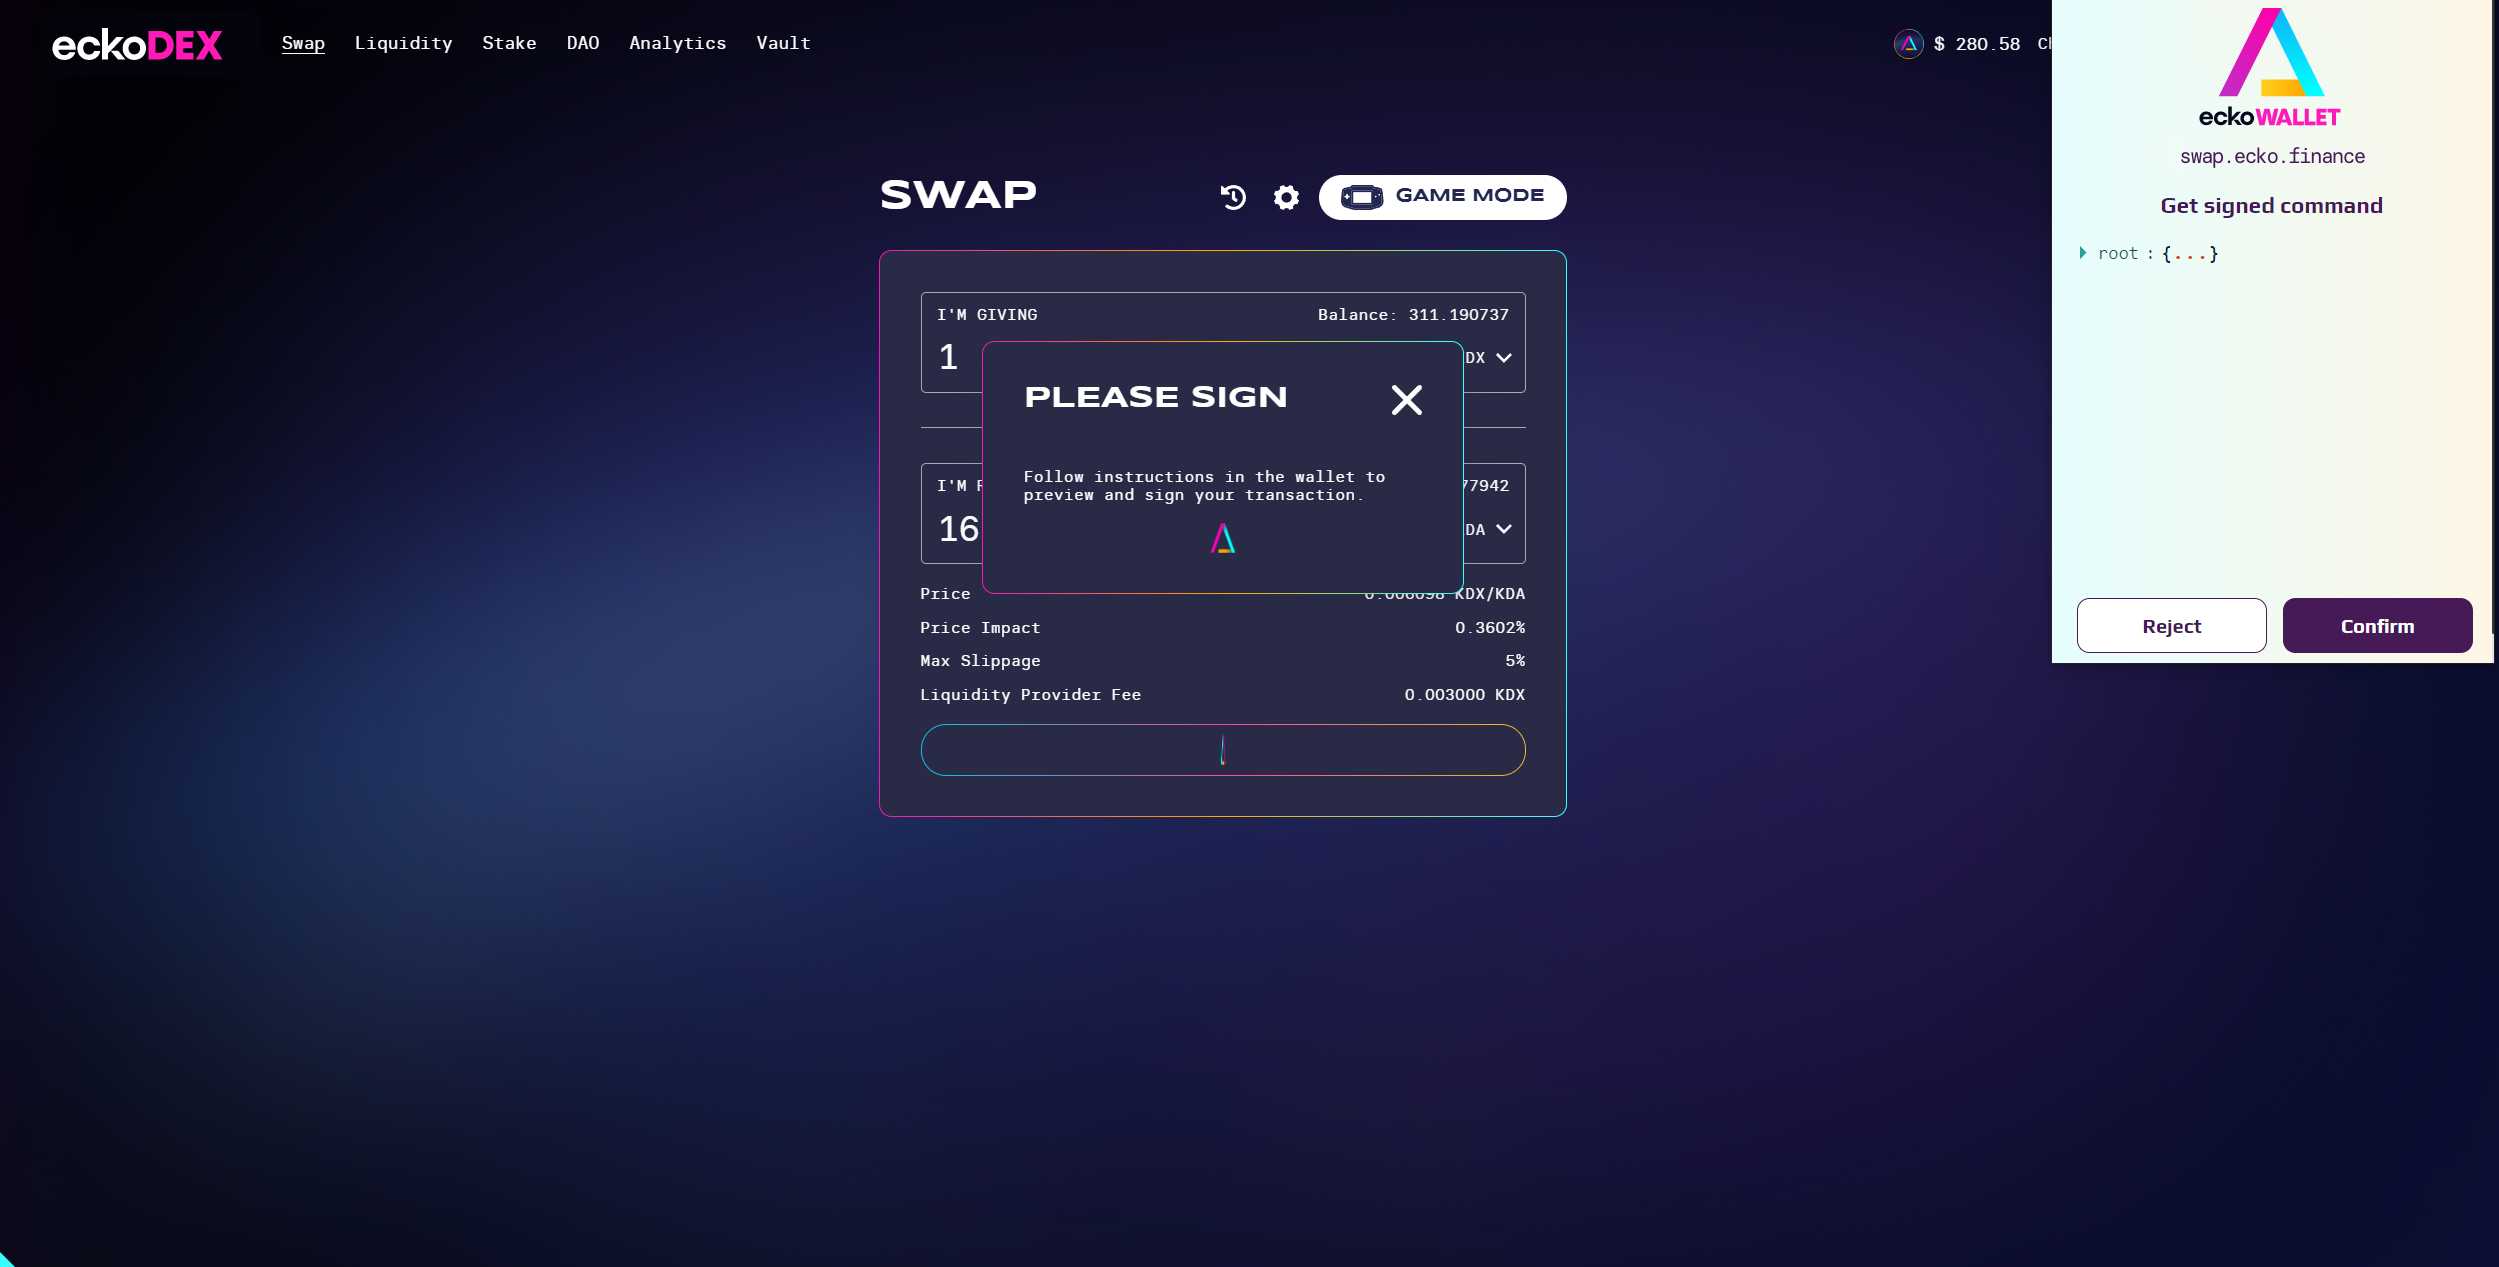 eckoDEX
Swap
Liquidity
Stake
DAO
Analytics
Vault
$ 280.58
SWAP
GAME MODE
I'M GIVING
Balance: 311.190737
1
DX
PLEASE SIGN
Follow instructions in the wallet to
preview and sign your transaction.
I'M
77942
16
DA
Price
KDX/KDA
Price Impact
0.3602%
Max Slippage
5%
Liquidity Provider Fee
0.003000 KDX
eckoWALLET
swap.ecko.finance
Get signed command
root : {...}
Reject
Confirm